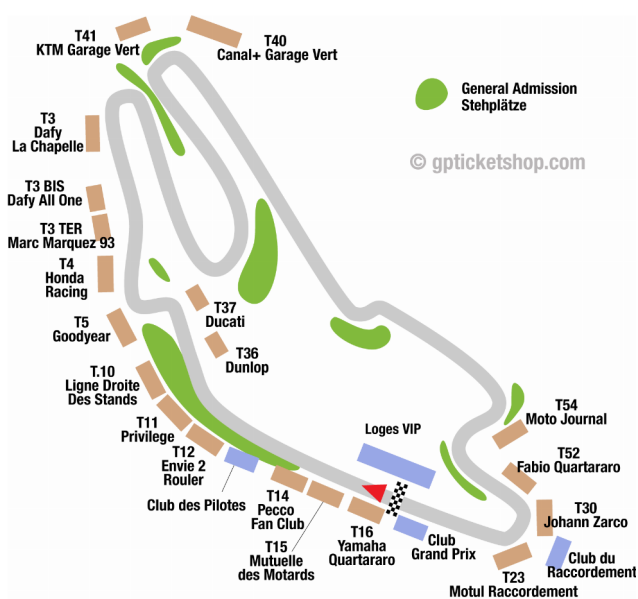 T41
KTM Garage Vert
T40
Canal+ Garage Vert
General Admission
Stehplätze
T3
Dafy
La Chapelle
© gpticketshop.com
T3 BIS
Dafy All One
T3 TER
Marc Marquez 93
T4
Honda
Racing
T37
Ducati
T5
Goodyear
T36
Dunlop
T.10
Ligne Droite
Des Stands
T11
Privilege
T12
Envie 2
Rouler
Club des Pilotes
T14
Pecco
Fan Club
T15
Mutuelle
des Motards
T16
Yamaha
Quartararo
Loges VIP
Club
Grand Prix
T54
Moto Journal
T52
Fabio Quartararo
T30
Johann Zarco
Club du
Raccordement
T23
Motul Raccordement